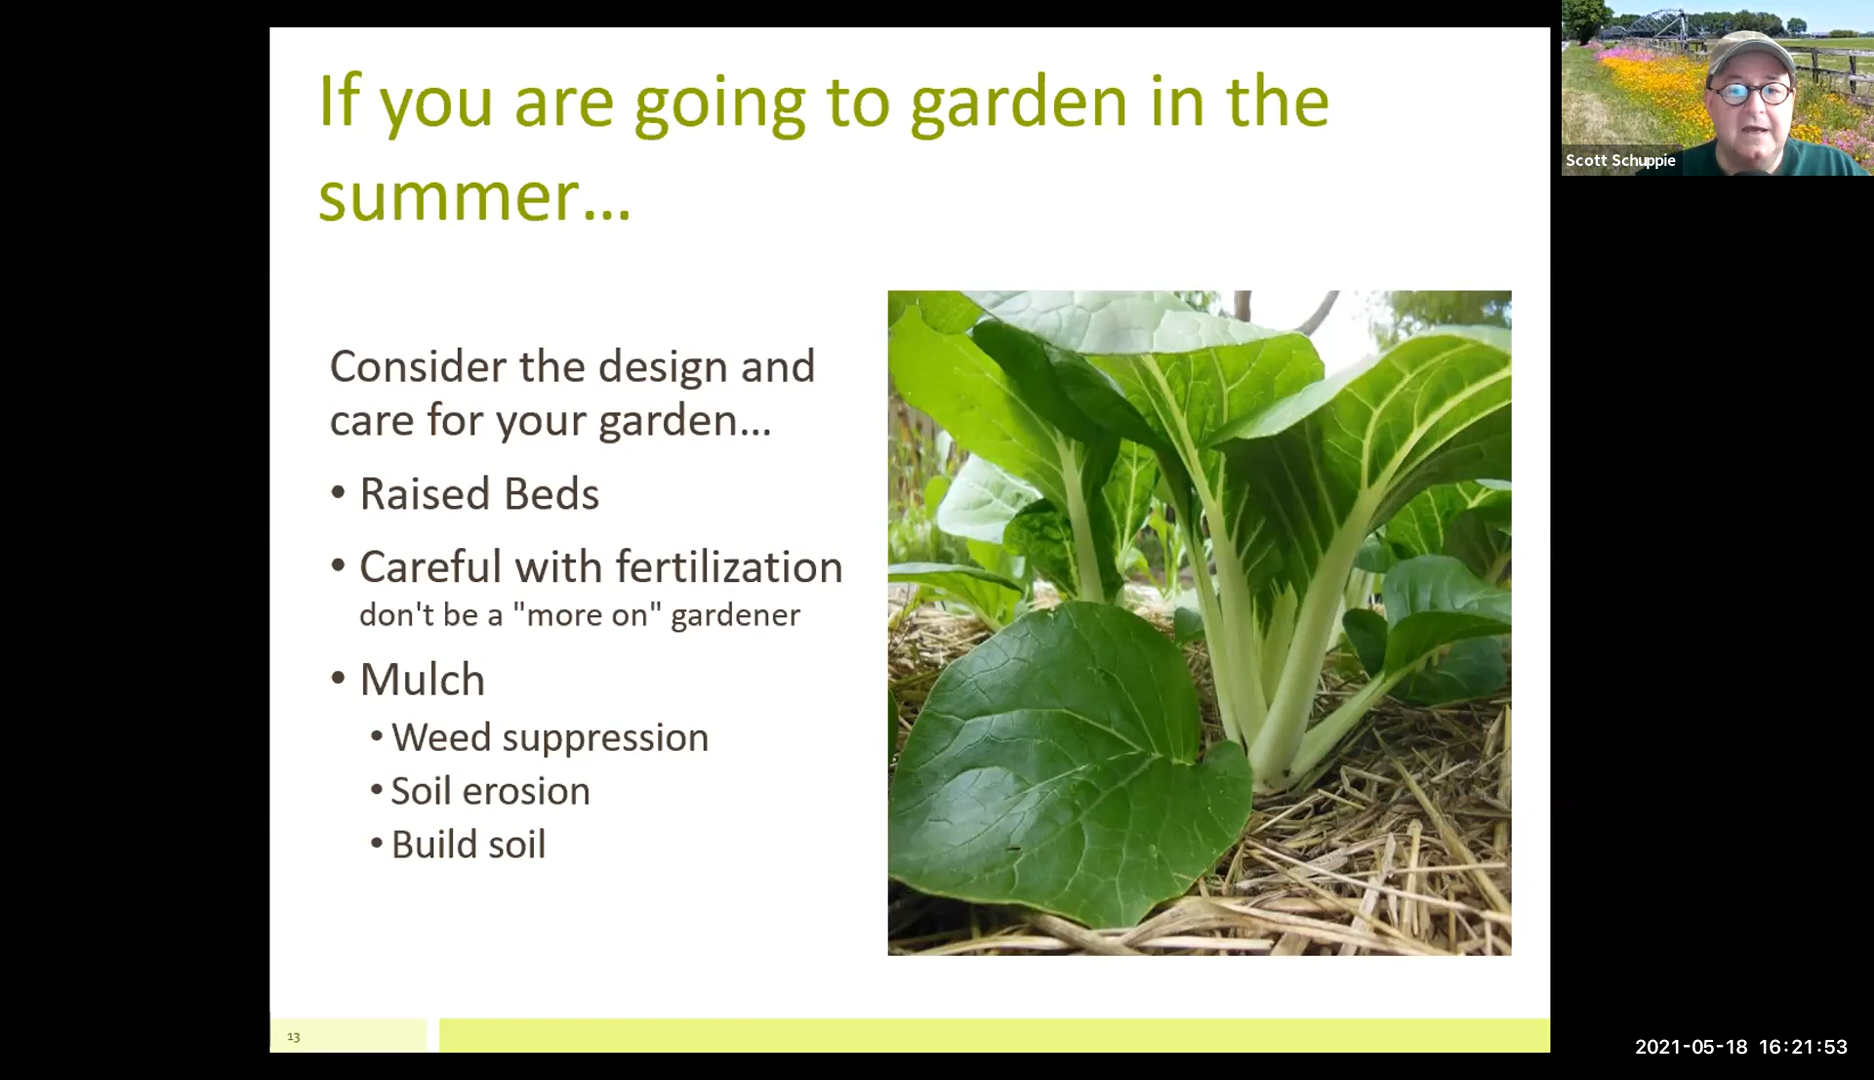 If you are going to garden in the
summer...
Consider the design and
care for your garden...
• Raised Beds
• Careful with fertilization
don't be a "more on" gardener
• Mulch
• Weed suppression
• Soil erosion
• Build soil
13
Scott Schuppie
2021-05-18 16:21:53